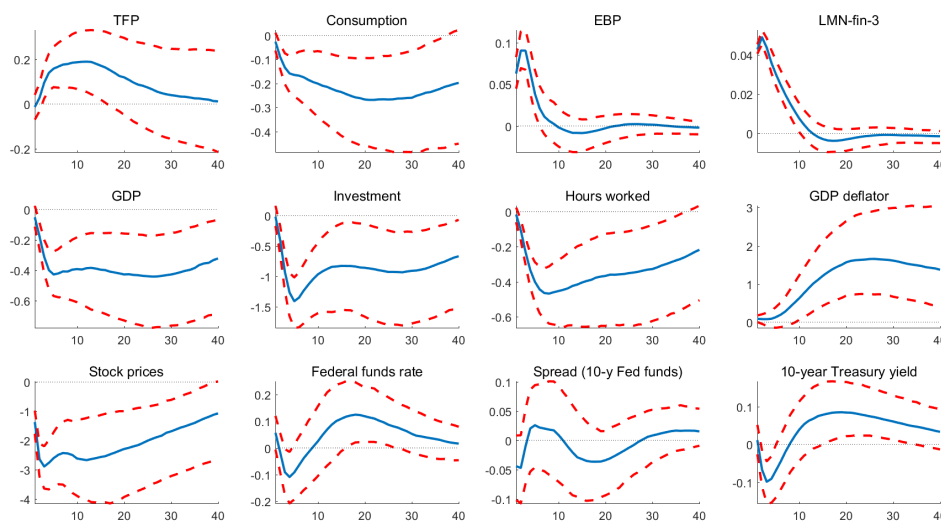 TFP
0.2
0
-0.2
10 20 30 40
Consumption
0
-0.1
-0.2
-0.3
-0.4
10 20 30 40
EBP
0.1
0.05
0
10 20 30 40
LMN-fin-3
0.04
0.02
0
10 20 30 40
GDP
0
-0.2
-0.4
-0.6
10 20 30 40
Investment
0
-0.5
-1
-1.5
10 20 30 40
Hours worked
0
-0.2
-0.4
-0.6
10 20 30 40
GDP deflator
3
2
1
0
10 20 30 40
Stock prices
0
-1
-2
-3
-4
10 20 30 40
Federal funds rate
0.2
0.1
0
-0.1
-0.2
10 20 30 40
Spread (10-y Fed funds)
0.1
0.05
0
-0.05
-0.1
10 20 30 40
10-year Treasury yield
0.1
0
-0.1
10 20 30 40